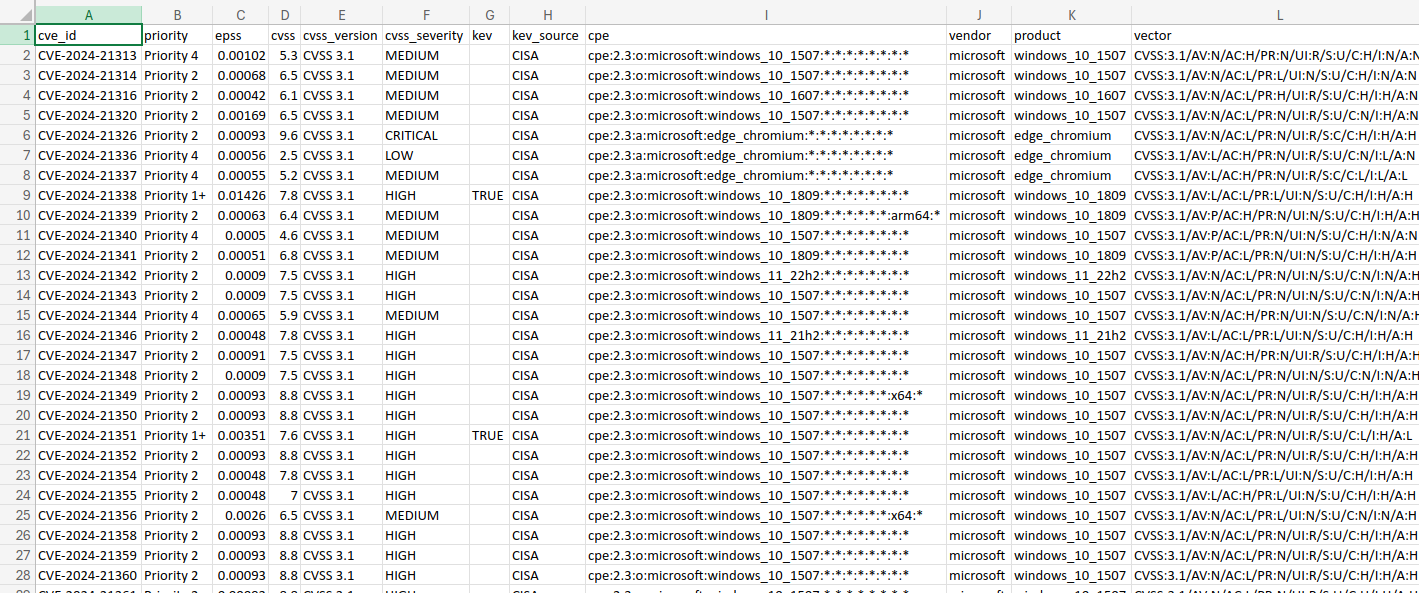 A B C D E F G H I J K L
1 cve_id priority epss cvss cvss_version cvss_severity kev kev_source cpe vendor product vector
2 CVE-2024-21313 Priority 4 0.00102 5.3 CVSS 3.1 MEDIUM CISA cpe:2.3:o:microsoft:windows_10_1507:*:*:*:*:*:*:*:* microsoft windows_10_1507 CVSS:3.1/AV:N/AC:H/PR:N/UI:R/S:U/C:H/I:N/A:N
3 CVE-2024-21314 Priority 2 0.00068 6.5 CVSS 3.1 MEDIUM CISA cpe:2.3:o:microsoft:windows_10_1507:*:*:*:*:*:*:*:* microsoft windows_10_1507 CVSS:3.1/AV:N/AC:L/PR:L/UI:N/S:U/C:H/I:N/A:N
4 CVE-2024-21316 Priority 2 0.00042 6.1 CVSS 3.1 MEDIUM CISA cpe:2.3:o:microsoft:windows_10_1607:*:*:*:*:*:*:*:* microsoft windows_10_1607 CVSS:3.1/AV:N/AC:L/PR:H/UI:R/S:U/C:H/I:H/A:N
5 CVE-2024-21320 Priority 2 0.00169 6.5 CVSS 3.1 MEDIUM CISA cpe:2.3:o:microsoft:windows_10_1507:*:*:*:*:*:*:*:* microsoft windows_10_1507 CVSS:3.1/AV:N/AC:L/PR:N/UI:R/S:U/C:H/I:N/A:N
6 CVE-2024-21326 Priority 2 0.00093 9.6 CVSS 3.1 CRITICAL CISA cpe:2.3:a:microsoft:edge_chromium:*:*:*:*:*:*:*:* microsoft edge_chromium CVSS:3.1/AV:N/AC:L/PR:N/UI:R/S:C/C:H/I:H/A:H
7 CVE-2024-21336 Priority 4 0.00056 2.5 CVSS 3.1 LOW CISA cpe:2.3:a:microsoft:edge_chromium:*:*:*:*:*:*:*:* microsoft edge_chromium CVSS:3.1/AV:L/AC:H/PR:N/UI:R/S:U/C:N/I:L/A:N
8 CVE-2024-21337 Priority 4 0.00055 5.2 CVSS 3.1 MEDIUM CISA cpe:2.3:a:microsoft:edge_chromium:*:*:*:*:*:*:*:* microsoft edge_chromium CVSS:3.1/AV:L/AC:H/PR:N/UI:R/S:C/C:L/I:L/A:L
9 CVE-2024-21338 Priority 1+ 0.01426 7.8 CVSS 3.1 HIGH TRUE CISA cpe:2.3:o:microsoft:windows_10_1809:*:*:*:*:*:*:*:* microsoft windows_10_1809 CVSS:3.1/AV:L/AC:L/PR:L/UI:N/S:U/C:H/I:H/A:H
10 CVE-2024-21339 Priority 2 0.00063 6.4 CVSS 3.1 MEDIUM CISA cpe:2.3:o:microsoft:windows_10_1809:*:*:*:*:*:*:arm64:* microsoft windows_10_1809 CVSS:3.1/AV:P/AC:H/PR:N/UI:N/S:U/C:H/I:H/A:H
11 CVE-2024-21340 Priority 4 0.0005 4.6 CVSS 3.1 MEDIUM CISA cpe:2.3:o:microsoft:windows_10_1507:*:*:*:*:*:*:*:* microsoft windows_10_1507 CVSS:3.1/AV:P/AC:L/PR:N/UI:N/S:U/C:H/I:N/A:N
12 CVE-2024-21341 Priority 2 0.00051 6.8 CVSS 3.1 MEDIUM CISA cpe:2.3:o:microsoft:windows_10_1809:*:*:*:*:*:*:*:* microsoft windows_10_1809 CVSS:3.1/AV:P/AC:L/PR:N/UI:N/S:U/C:H/I:H/A:H
13 CVE-2024-21342 Priority 2 0.0009 7.5 CVSS 3.1 HIGH CISA cpe:2.3:o:microsoft:windows_11_22h2:*:*:*:*:*:*:*:* microsoft windows_11_22h2 CVSS:3.1/AV:N/AC:L/PR:N/UI:N/S:U/C:N/I:N/A:H
14 CVE-2024-21343 Priority 2 0.0009 7.5 CVSS 3.1 HIGH CISA cpe:2.3:o:microsoft:windows_10_1507:*:*:*:*:*:*:*:* microsoft windows_10_1507 CVSS:3.1/AV:N/AC:L/PR:N/UI:N/S:U/C:N/I:N/A:H
15 CVE-2024-21344 Priority 4 0.00065 5.9 CVSS 3.1 MEDIUM CISA cpe:2.3:o:microsoft:windows_10_1507:*:*:*:*:*:*:*:* microsoft windows_10_1507 CVSS:3.1/AV:N/AC:H/PR:N/UI:N/S:U/C:N/I:N/A:H
16 CVE-2024-21346 Priority 2 0.00048 7.8 CVSS 3.1 HIGH CISA cpe:2.3:o:microsoft:windows_11_21h2:*:*:*:*:*:*:*:* microsoft windows_11_21h2 CVSS:3.1/AV:L/AC:L/PR:L/UI:N/S:U/C:H/I:H/A:H
17 CVE-2024-21347 Priority 2 0.00091 7.5 CVSS 3.1 HIGH CISA cpe:2.3:o:microsoft:windows_10_1507:*:*:*:*:*:*:*:* microsoft windows_10_1507 CVSS:3.1/AV:N/AC:H/PR:N/UI:R/S:U/C:H/I:H/A:H
18 CVE-2024-21348 Priority 2 0.0009 7.5 CVSS 3.1 HIGH CISA cpe:2.3:o:microsoft:windows_10_1507:*:*:*:*:*:*:*:* microsoft windows_10_1507 CVSS:3.1/AV:N/AC:L/PR:N/UI:N/S:U/C:N/I:N/A:H
19 CVE-2024-21349 Priority 2 0.00093 8.8 CVSS 3.1 HIGH CISA cpe:2.3:o:microsoft:windows_10_1507:*:*:*:*:*:*:x64:* microsoft windows_10_1507 CVSS:3.1/AV:N/AC:L/PR:N/UI:R/S:U/C:H/I:H/A:H
20 CVE-2024-21350 Priority 2 0.00093 8.8 CVSS 3.1 HIGH CISA cpe:2.3:o:microsoft:windows_10_1507:*:*:*:*:*:*:*:* microsoft windows_10_1507 CVSS:3.1/AV:N/AC:L/PR:N/UI:R/S:U/C:H/I:H/A:H
21 CVE-2024-21351 Priority 1+ 0.00351 7.6 CVSS 3.1 HIGH TRUE CISA cpe:2.3:o:microsoft:windows_10_1507:*:*:*:*:*:*:*:* microsoft windows_10_1507 CVSS:3.1/AV:N/AC:L/PR:N/UI:R/S:U/C:L/I:H/A:L
22 CVE-2024-21352 Priority 2 0.00093 8.8 CVSS 3.1 HIGH CISA cpe:2.3:o:microsoft:windows_10_1507:*:*:*:*:*:*:*:* microsoft windows_10_1507 CVSS:3.1/AV:N/AC:L/PR:N/UI:R/S:U/C:H/I:H/A:H
23 CVE-2024-21354 Priority 2 0.00048 7.8 CVSS 3.1 HIGH CISA cpe:2.3:o:microsoft:windows_10_1507:*:*:*:*:*:*:*:* microsoft windows_10_1507 CVSS:3.1/AV:L/AC:L/PR:L/UI:N/S:U/C:H/I:H/A:H
24 CVE-2024-21355 Priority 2 0.00048 7 CVSS 3.1 HIGH CISA cpe:2.3:o:microsoft:windows_10_1507:*:*:*:*:*:*:*:* microsoft windows_10_1507 CVSS:3.1/AV:L/AC:H/PR:L/UI:N/S:U/C:H/I:H/A:H
25 CVE-2024-21356 Priority 2 0.0026 6.5 CVSS 3.1 MEDIUM CISA cpe:2.3:o:microsoft:windows_10_1507:*:*:*:*:*:*:x64:* microsoft windows_10_1507 CVSS:3.1/AV:N/AC:L/PR:L/UI:N/S:U/C:N/I:N/A:H
26 CVE-2024-21358 Priority 2 0.00093 8.8 CVSS 3.1 HIGH CISA cpe:2.3:o:microsoft:windows_10_1507:*:*:*:*:*:*:*:* microsoft windows_10_1507 CVSS:3.1/AV:N/AC:L/PR:N/UI:R/S:U/C:H/I:H/A:H
27 CVE-2024-21359 Priority 2 0.00093 8.8 CVSS 3.1 HIGH CISA cpe:2.3:o:microsoft:windows_10_1507:*:*:*:*:*:*:*:* microsoft windows_10_1507 CVSS:3.1/AV:N/AC:L/PR:N/UI:R/S:U/C:H/I:H/A:H
28 CVE-2024-21360 Priority 2 0.00093 8.8 CVSS 3.1 HIGH CISA cpe:2.3:o:microsoft:windows_10_1507:*:*:*:*:*:*:*:* microsoft windows_10_1507 CVSS:3.1/AV:N/AC:L/PR:N/UI:R/S:U/C:H/I:H/A:H